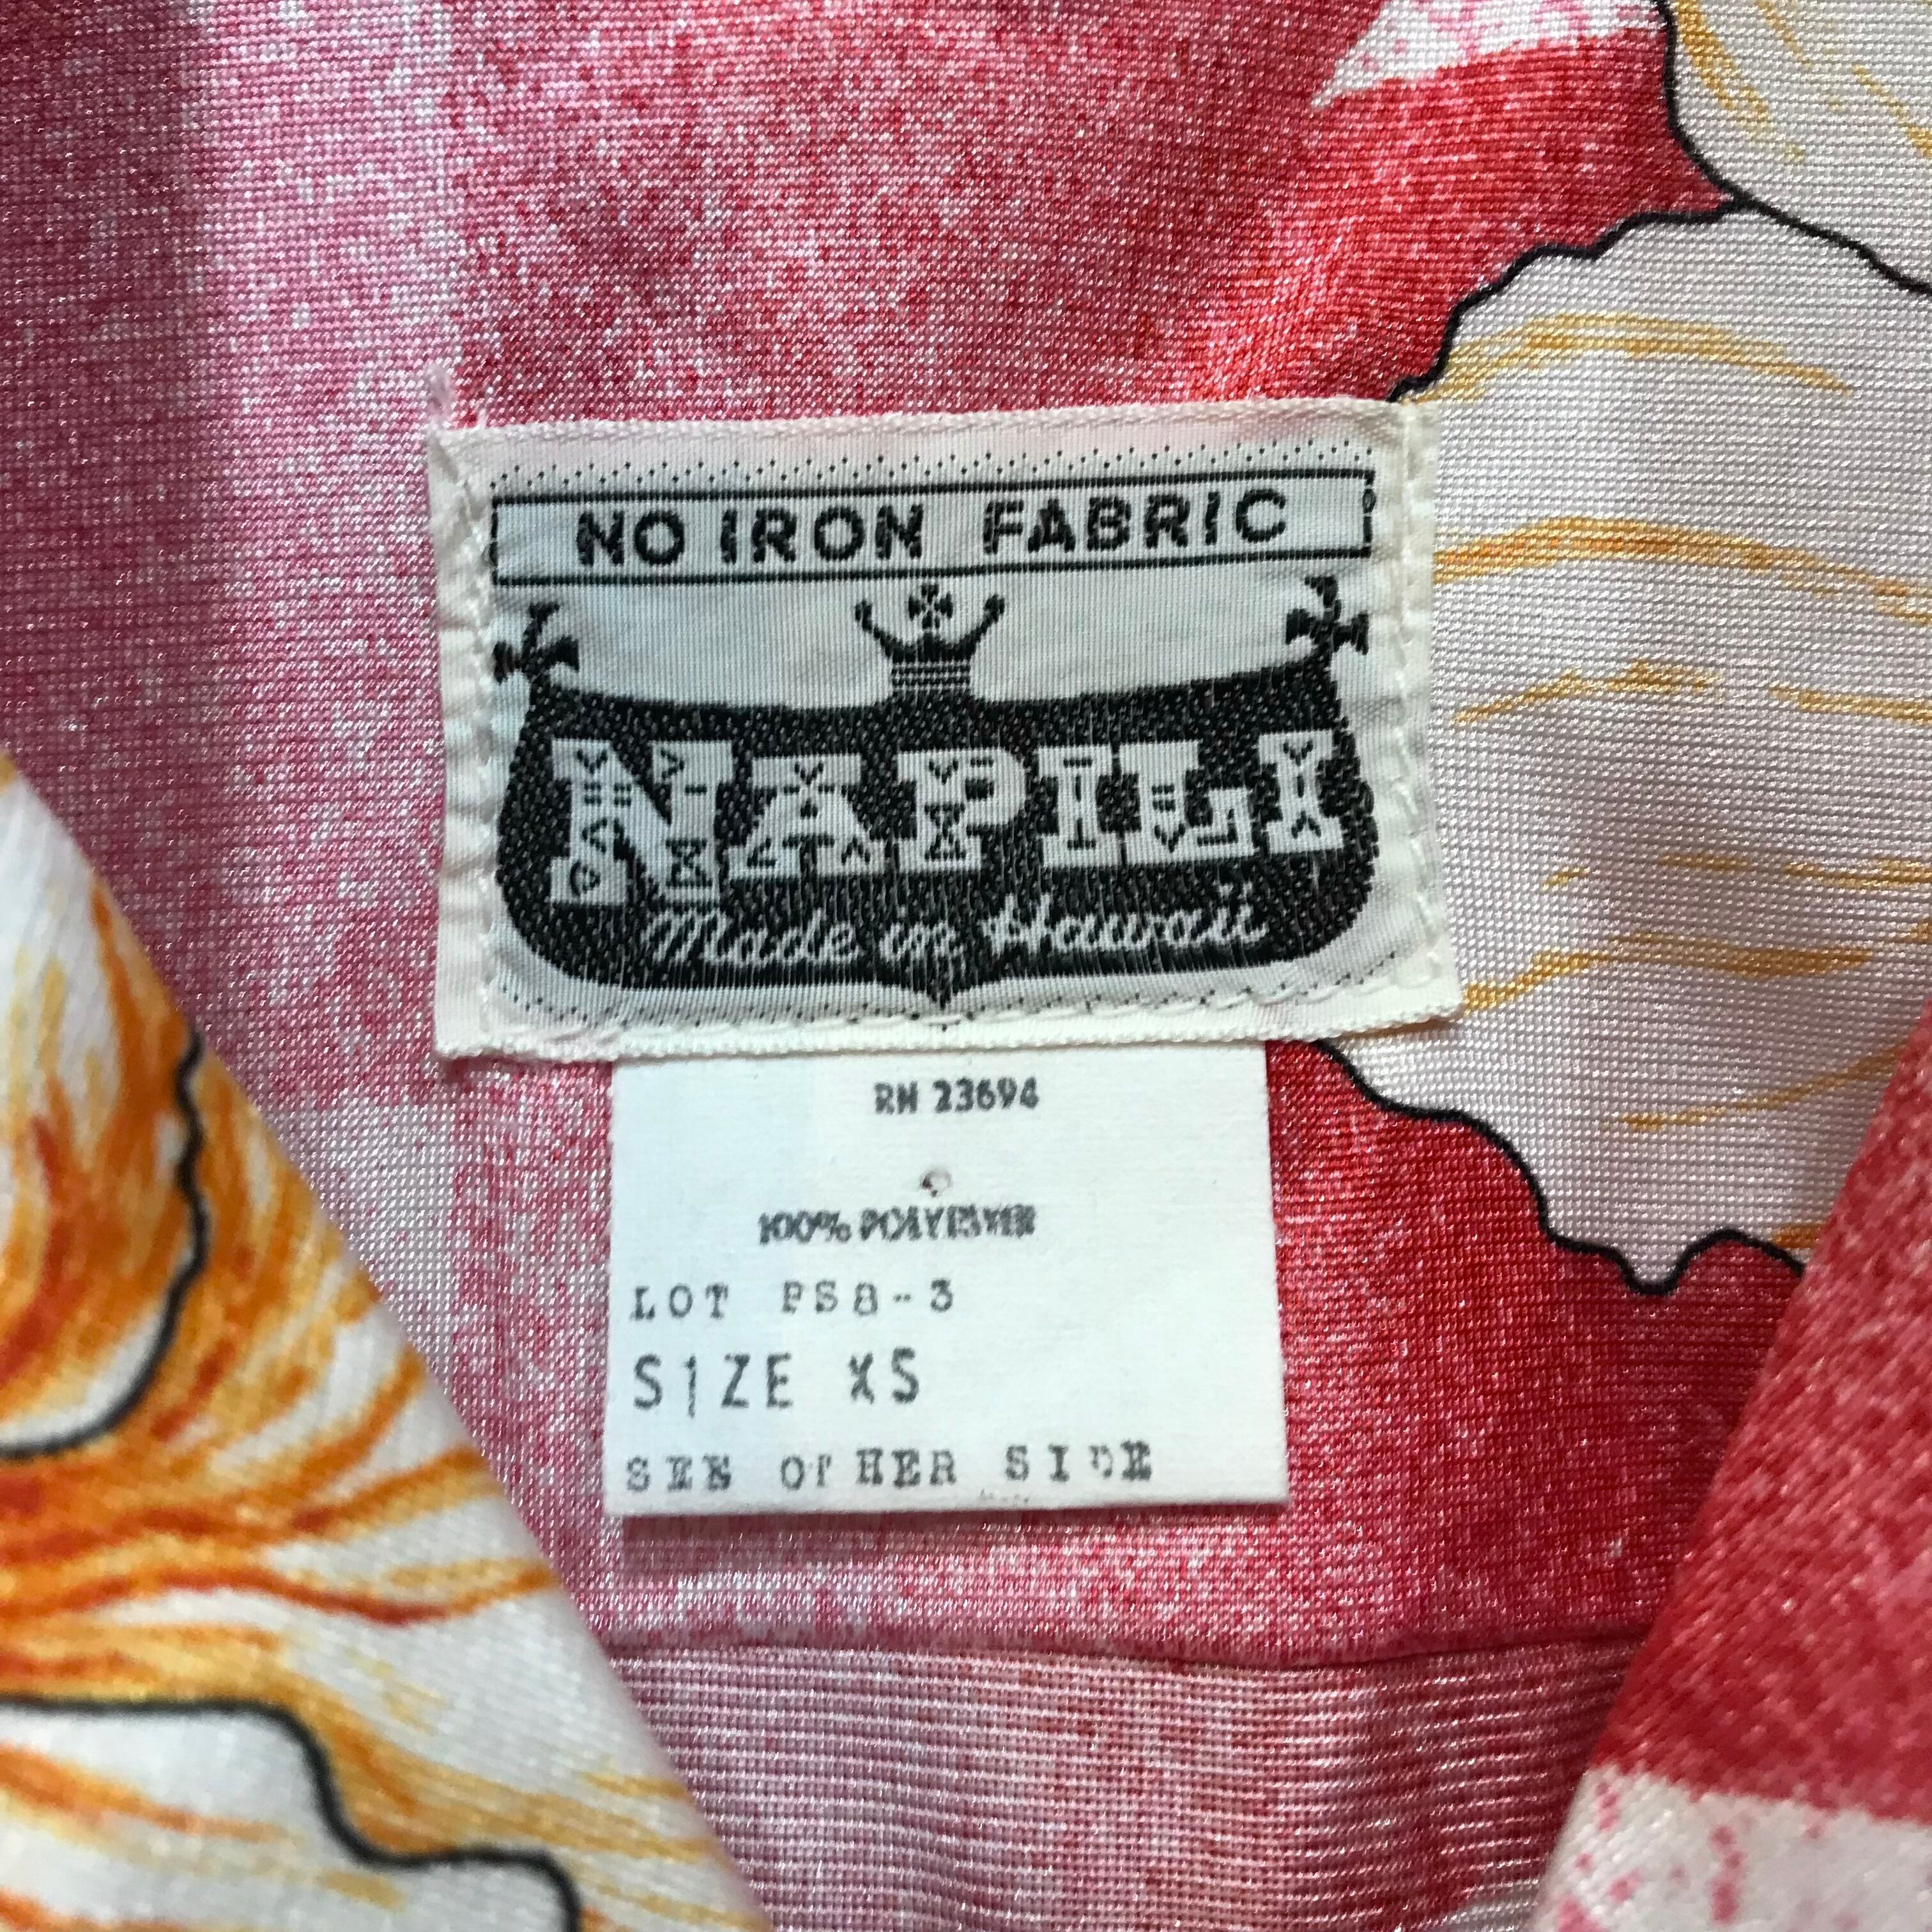 NO IRON FABRIC
NAPILI
Made in Hawaii
RN 23694
100% POLYESTER
LOT PS8-3
SIZE XS
SEE OTHER SIDE